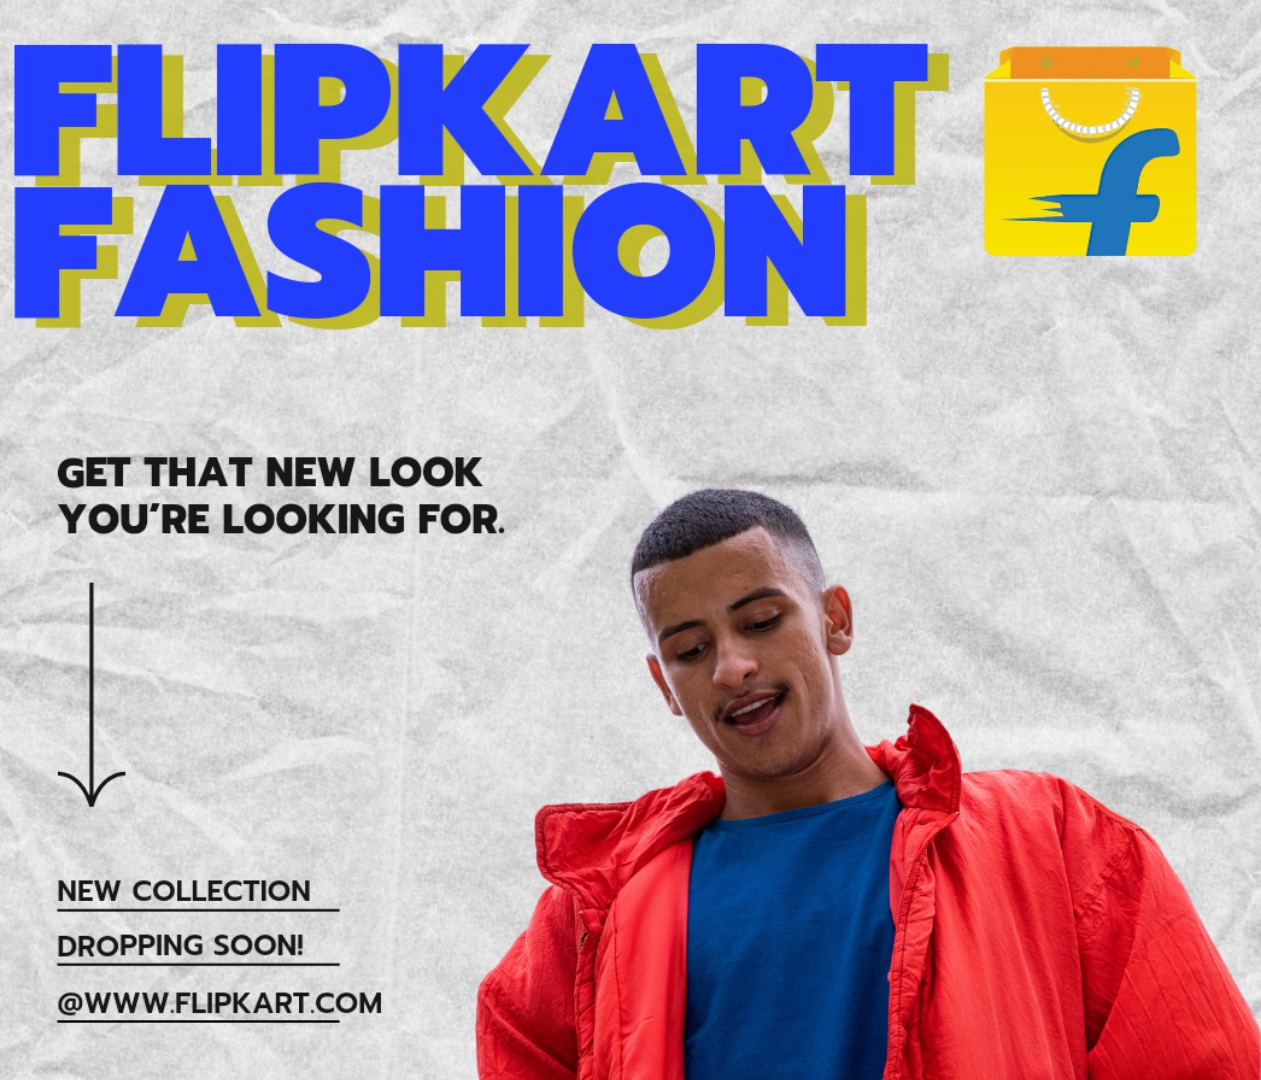 FLIPKART
FASHION
GET THAT NEW LOOK
YOU'RE LOOKING FOR.
NEW COLLECTION
DROPPING SOON!
@WWW.FLIPKART.COM